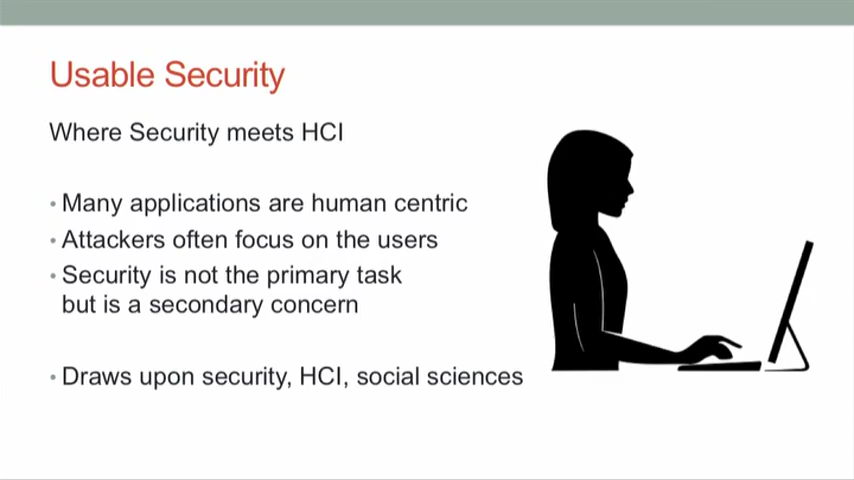 Usable Security
Where Security meets HCI
• Many applications are human centric
• Attackers often focus on the users
• Security is not the primary task
but is a secondary concern
• Draws upon security, HCI, social sciences